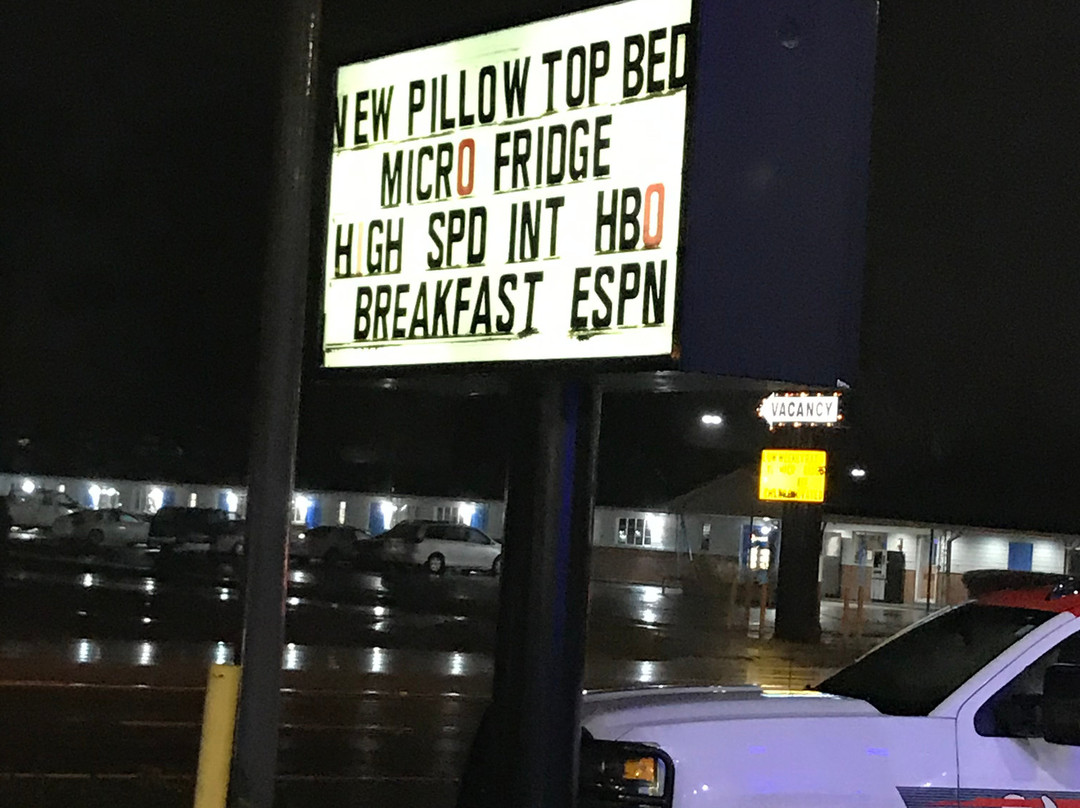 NEW PILLOW TOP BED
MICRO FRIDGE
HIGH SPD INT HBO
BREAKFAST ESPN
VACANCY